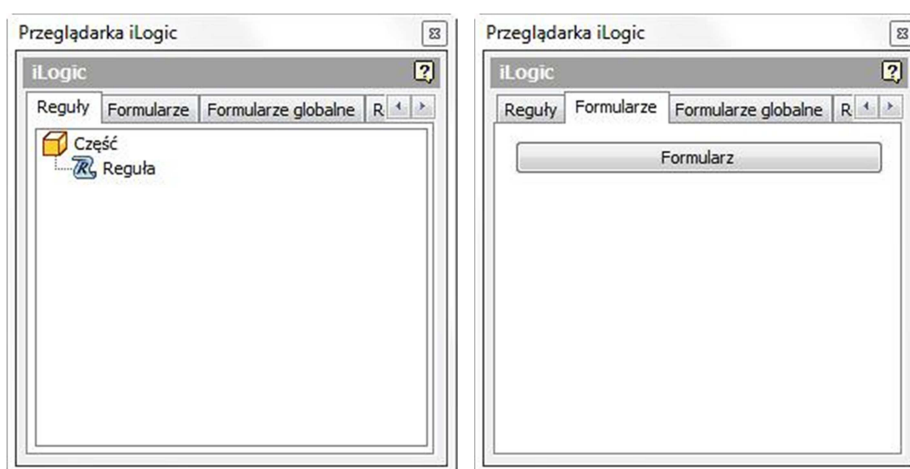 Przeglądarka iLogic
iLogic
Reguły Formularze Formularze globalne R
Część
Reguła
Przeglądarka iLogic
iLogic
Reguły Formularze Formularze globalne R
Formularz